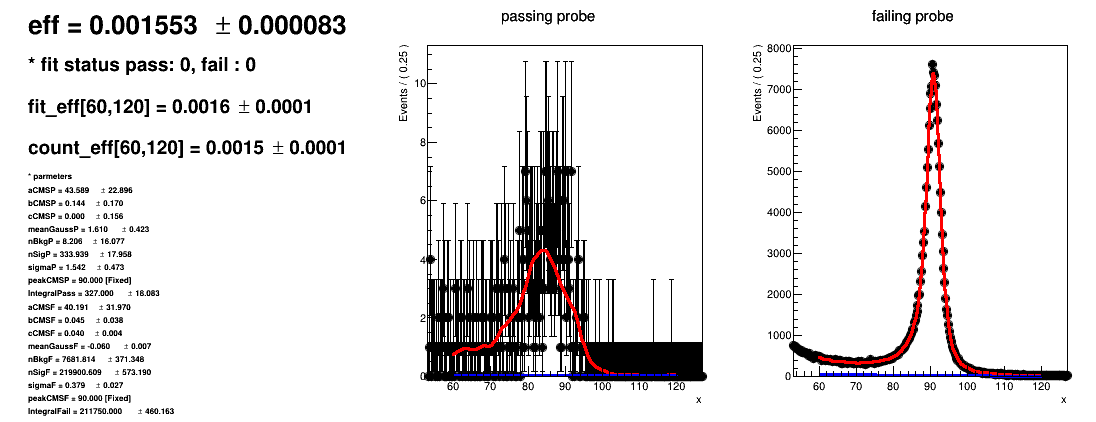 eff = 0.001553 ± 0.000083
* fit status pass: 0, fail : 0
fit_eff[60,120] = 0.0016 ± 0.0001
count_eff[60,120] = 0.0015 ± 0.0001
* parmeters
aCMSP = 43.589 ± 22.896
bCMSP = 0.144 ± 0.170
cCMSP = 0.000 ± 0.156
meanGaussP = 1.610 ± 0.423
nBkgP = 8.206 ± 16.077
nSigP = 333.939 ± 17.958
sigmaP = 1.542 ± 0.473
peakCMSP = 90.000 [Fixed]
IntegralPass = 327.000 ± 18.083
aCMSF = 40.191 ± 31.970
bCMSF = 0.045 ± 0.038
cCMSF = 0.040 ± 0.004
meanGaussF = -0.060 ± 0.007
nBkgF = 7681.814 ± 371.348
nSigF = 219900.609 ± 573.190
sigmaF = 0.379 ± 0.027
peakCMSF = 90.000 [Fixed]
IntegralFail = 211750.000 ± 460.163
passing probe
Events / ( 0.25 )
10
8
6
4
2
0
60 70 80 90 100 110 120
x
failing probe
Events / ( 0.25 )
8000
7000
6000
5000
4000
3000
2000
1000
0
60 70 80 90 100 110 120
x